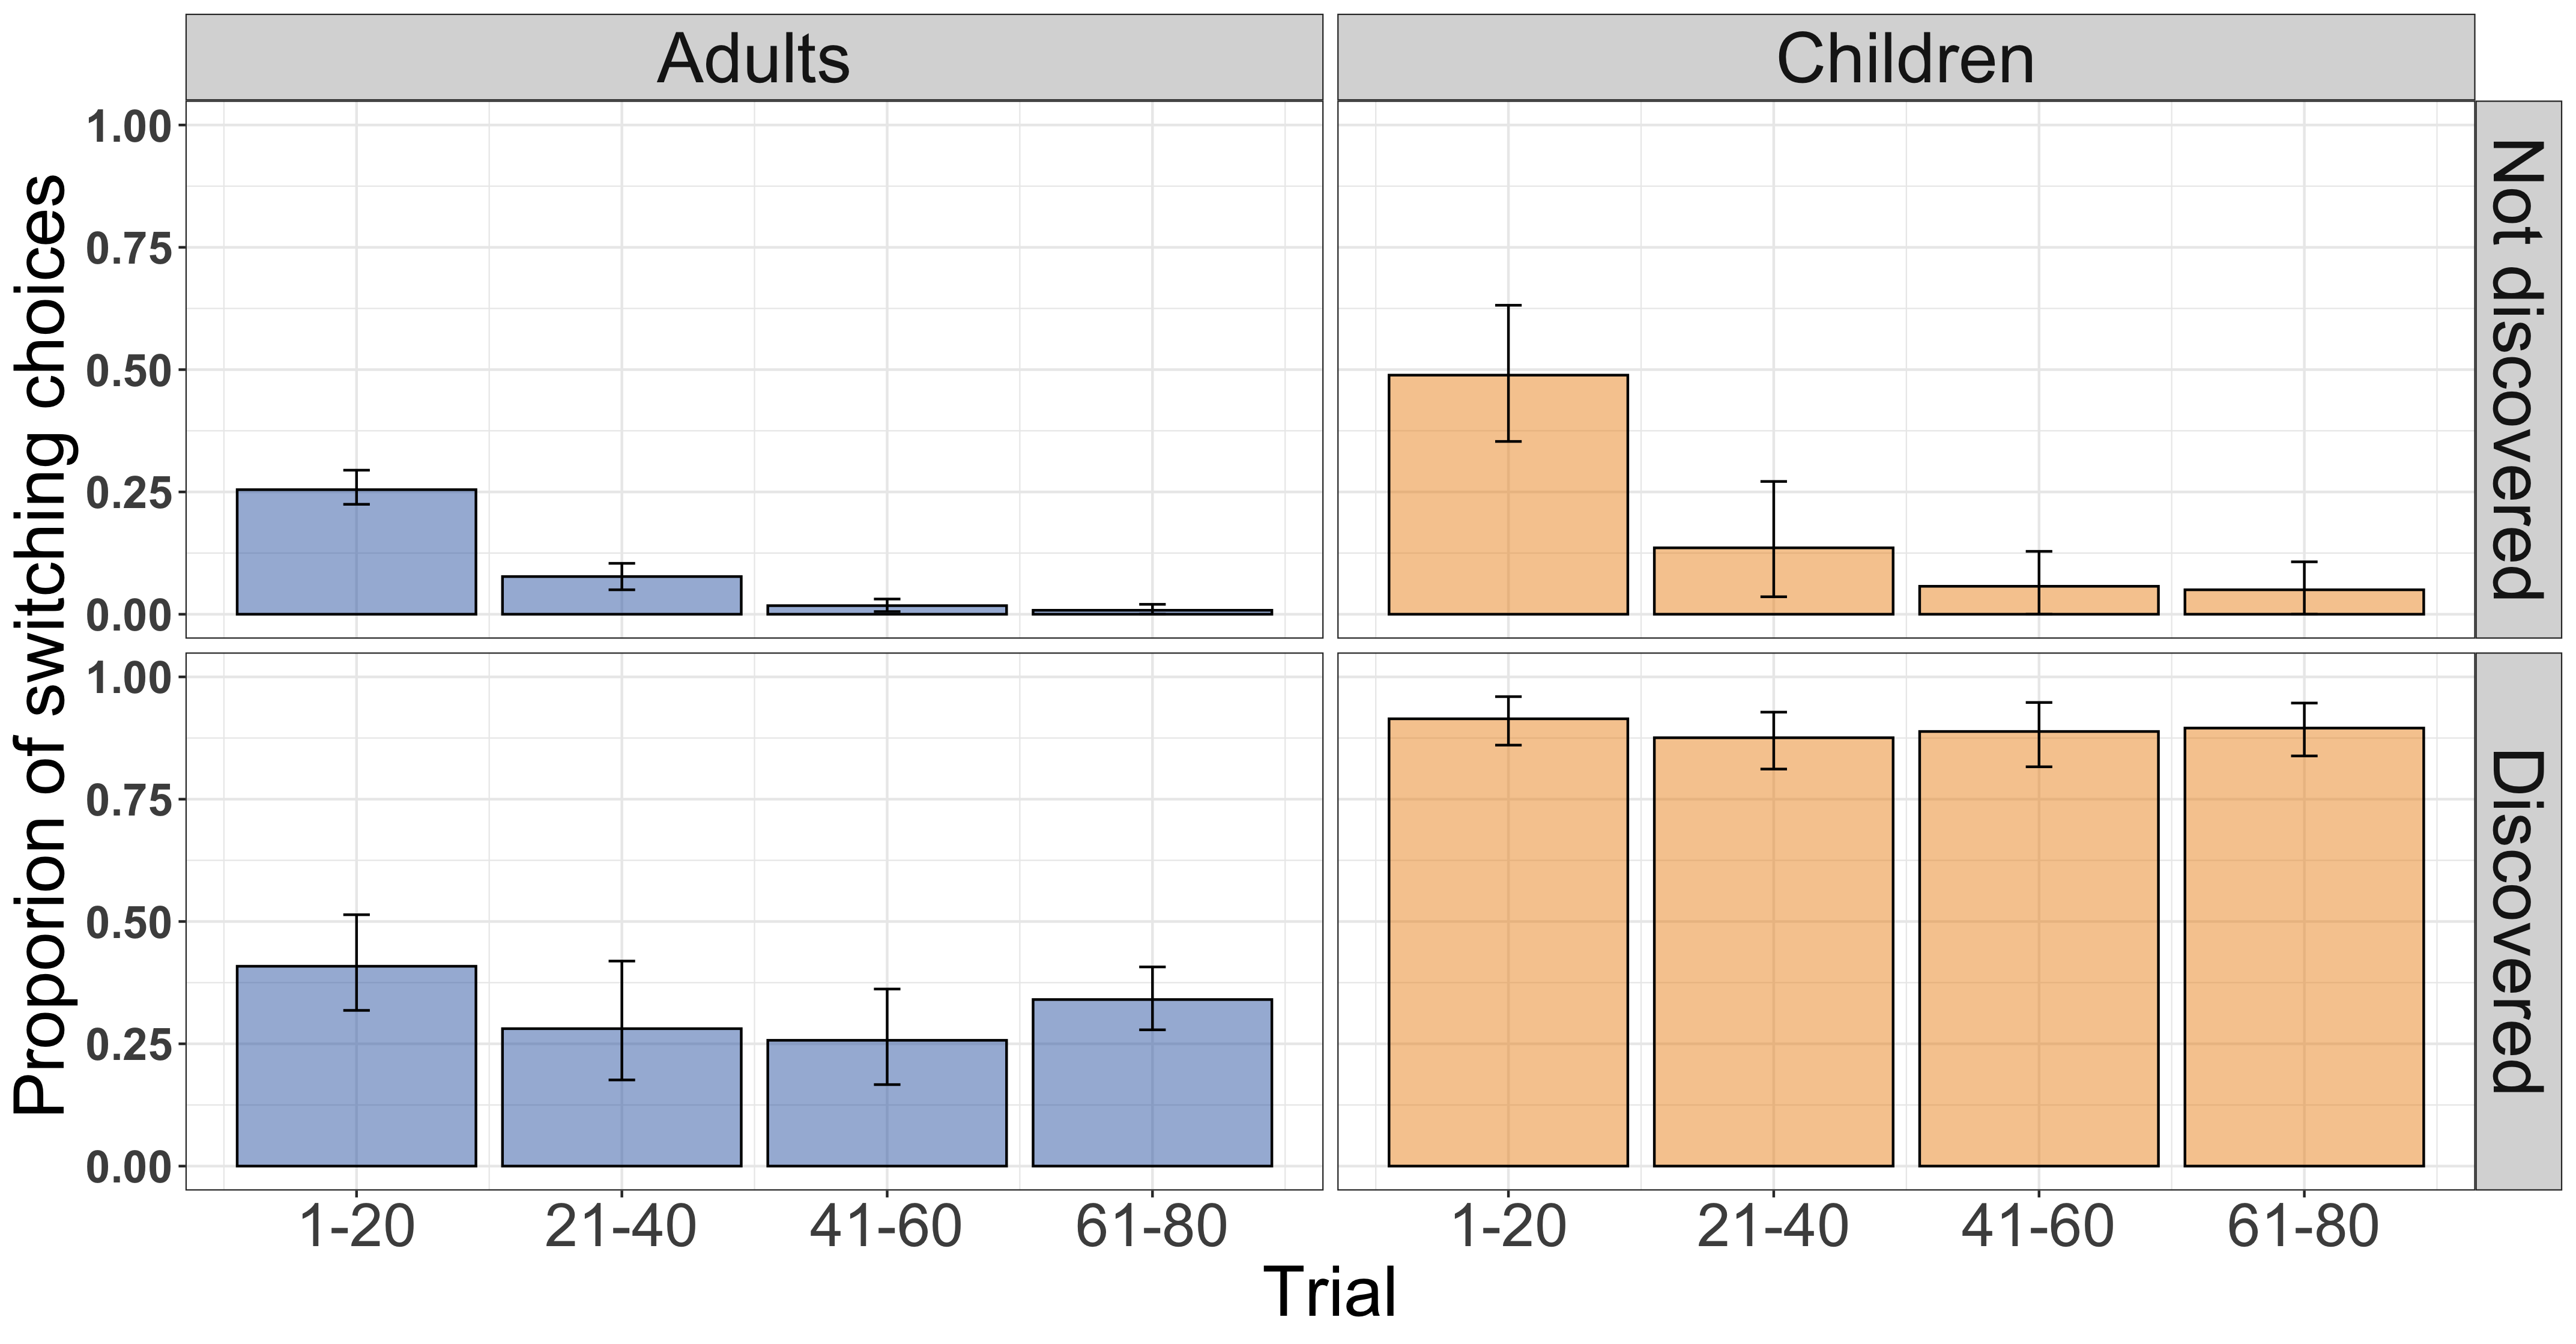 Adults
Children
Proporion of switching choices
1.00
0.75
0.50
0.25
0.00
Not discovered
1.00
0.75
0.50
0.25
0.00
Discovered
1-20 21-40 41-60 61-80
1-20 21-40 41-60 61-80
Trial